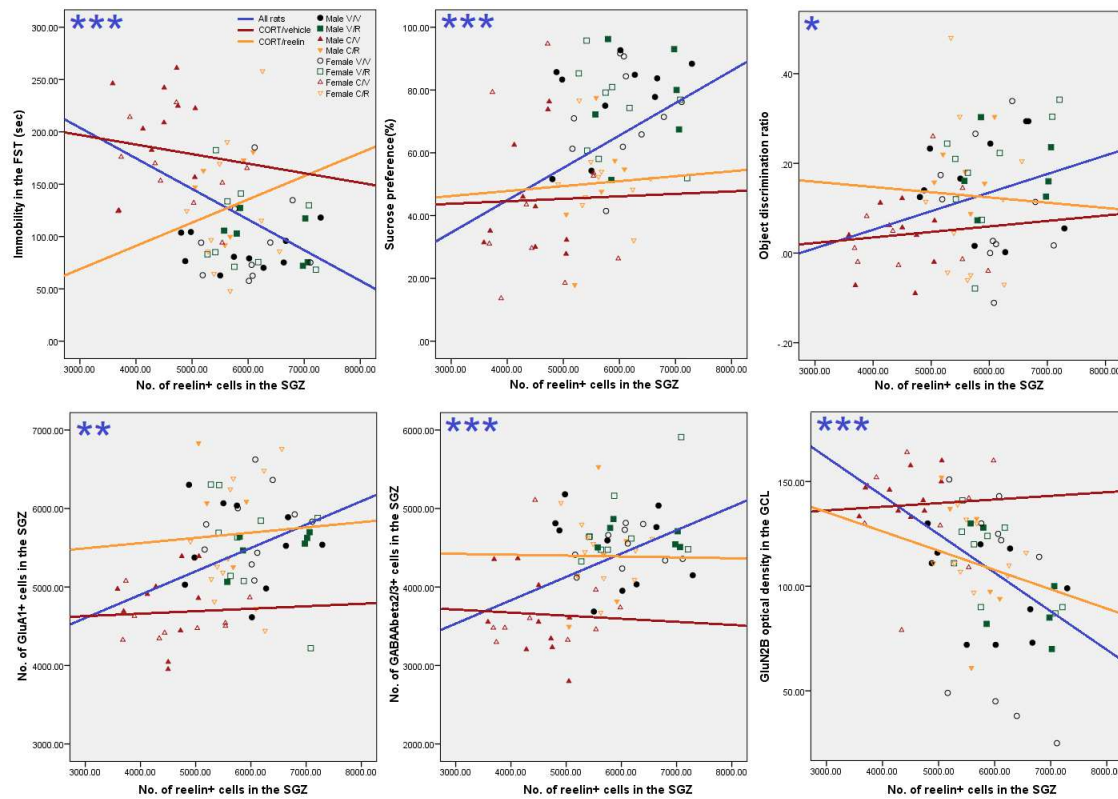 ***
300.00
250.00
200.00
150.00
100.00
50.00
.00
Immobility in the FST (sec)
All rats
CORT/vehicle
CORT/reelin
Male V/V
Male V/R
Male C/V
Male C/R
Female V/V
Female V/R
Female C/V
Female C/R
3000.00 4000.00 5000.00 6000.00 7000.00 8000.00
No. of reelin+ cells in the SGZ
***
100.00
80.00
60.00
40.00
20.00
.00
Sucrose preference(%)
3000.00 4000.00 5000.00 6000.00 7000.00 8000.00
No. of reelin+ cells in the SGZ
*
.40
.20
.00
-.20
Object discrimination ratio
3000.00 4000.00 5000.00 6000.00 7000.00 8000.00
No. of reelin+ cells in the SGZ
**
7000.00
6000.00
5000.00
4000.00
3000.00
No. of GluA1+ cells in the SGZ
3000.00 4000.00 5000.00 6000.00 7000.00 8000.00
No. of reelin+ cells in the SGZ
***
6000.00
5000.00
4000.00
3000.00
2000.00
No. of GABAAbeta2/3+ cells in the SGZ
3000.00 4000.00 5000.00 6000.00 7000.00 8000.00
No. of reelin+ cells in the SGZ
***
150.00
100.00
50.00
GluN2B optical density in the GCL
3000.00 4000.00 5000.00 6000.00 7000.00 8000.00
No. of reelin+ cells in the SGZ